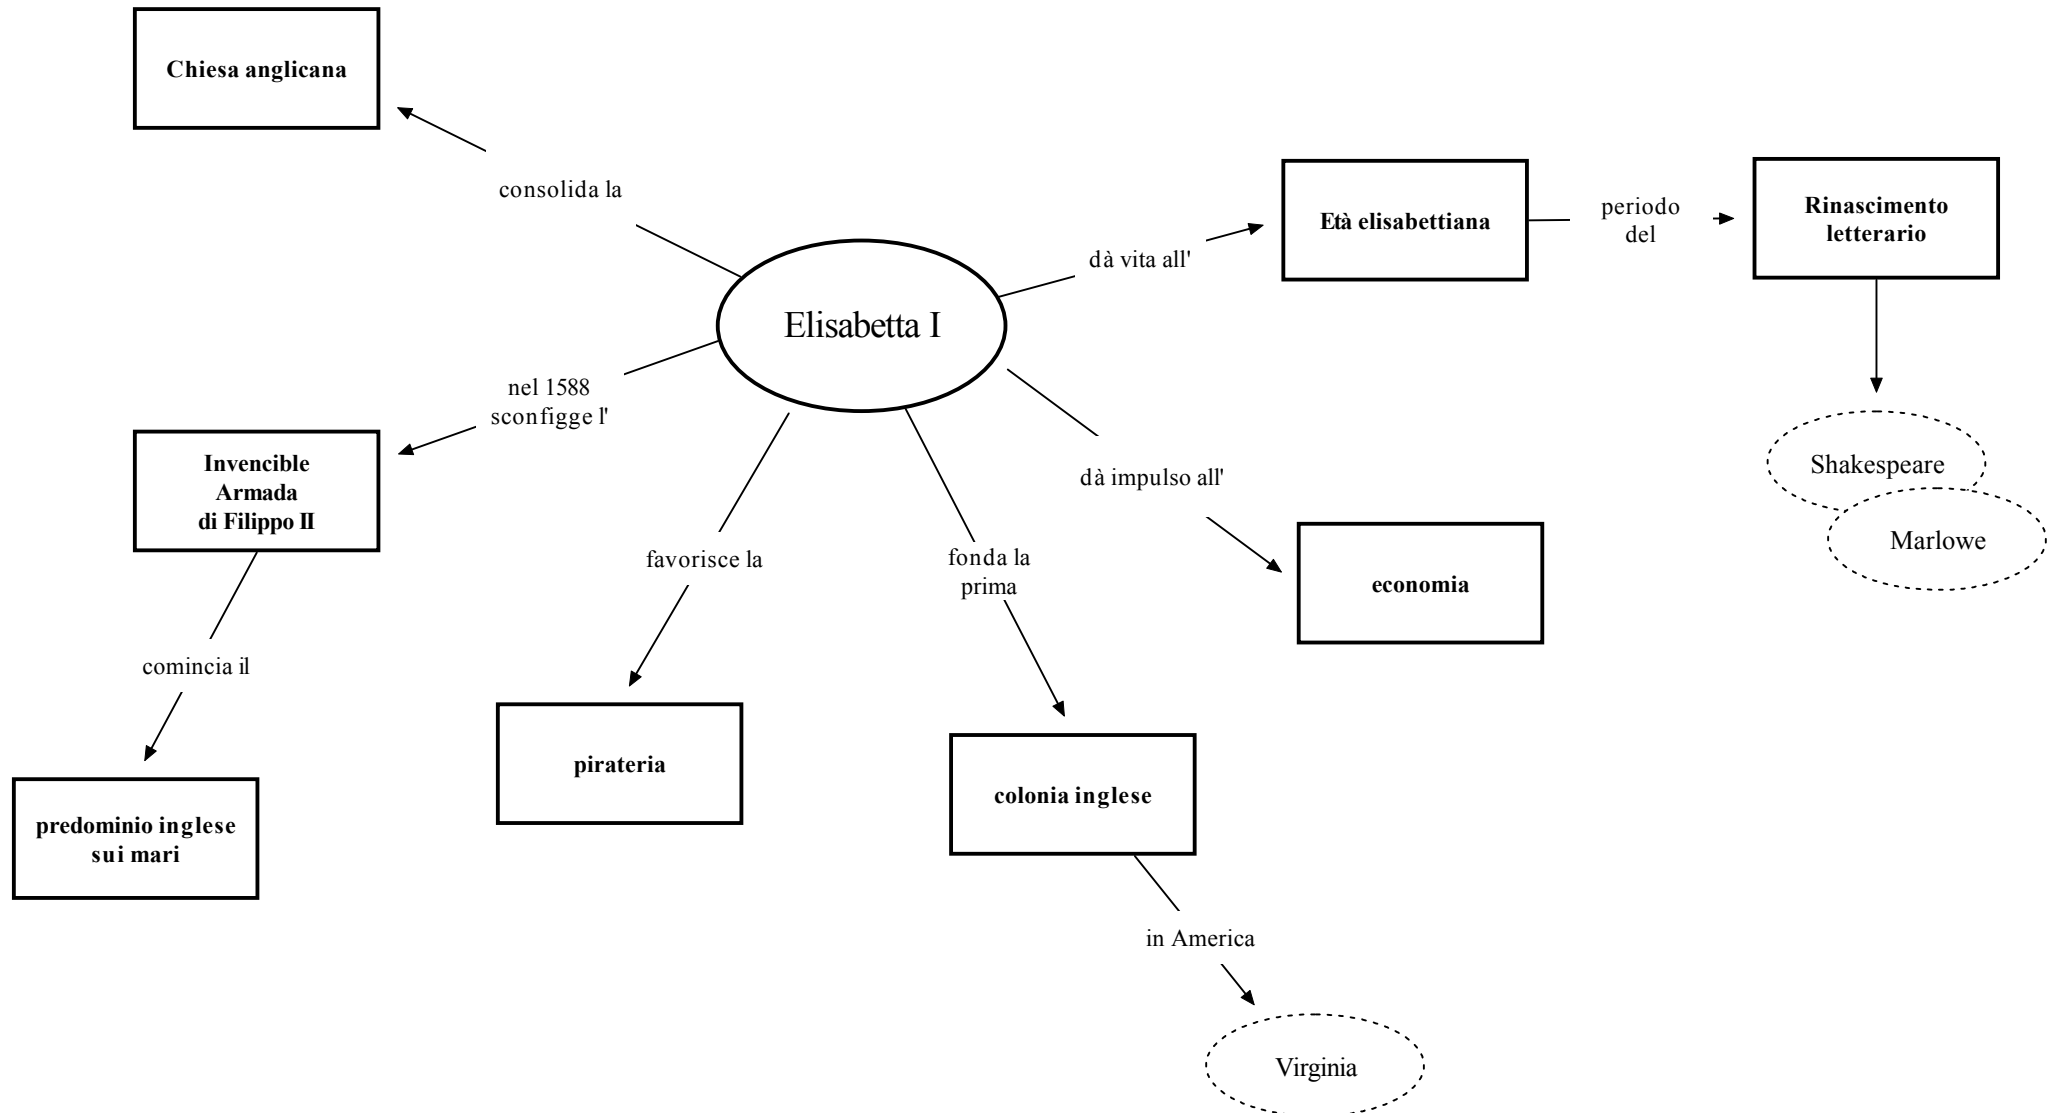 Chiesa anglicana
consolida la
Elisabetta I
dà vita all'
Età elisabettiana
periodo
del
Rinascimento
letterario
Shakespeare
Marlowe
nel 1588
sconfigge l'
Invencible
Armada
di Filippo II
comincia il
predominio inglese
sui mari
favorisce la
pirateria
fonda la
prima
colonia inglese
in America
Virginia
dà impulso all'
economia